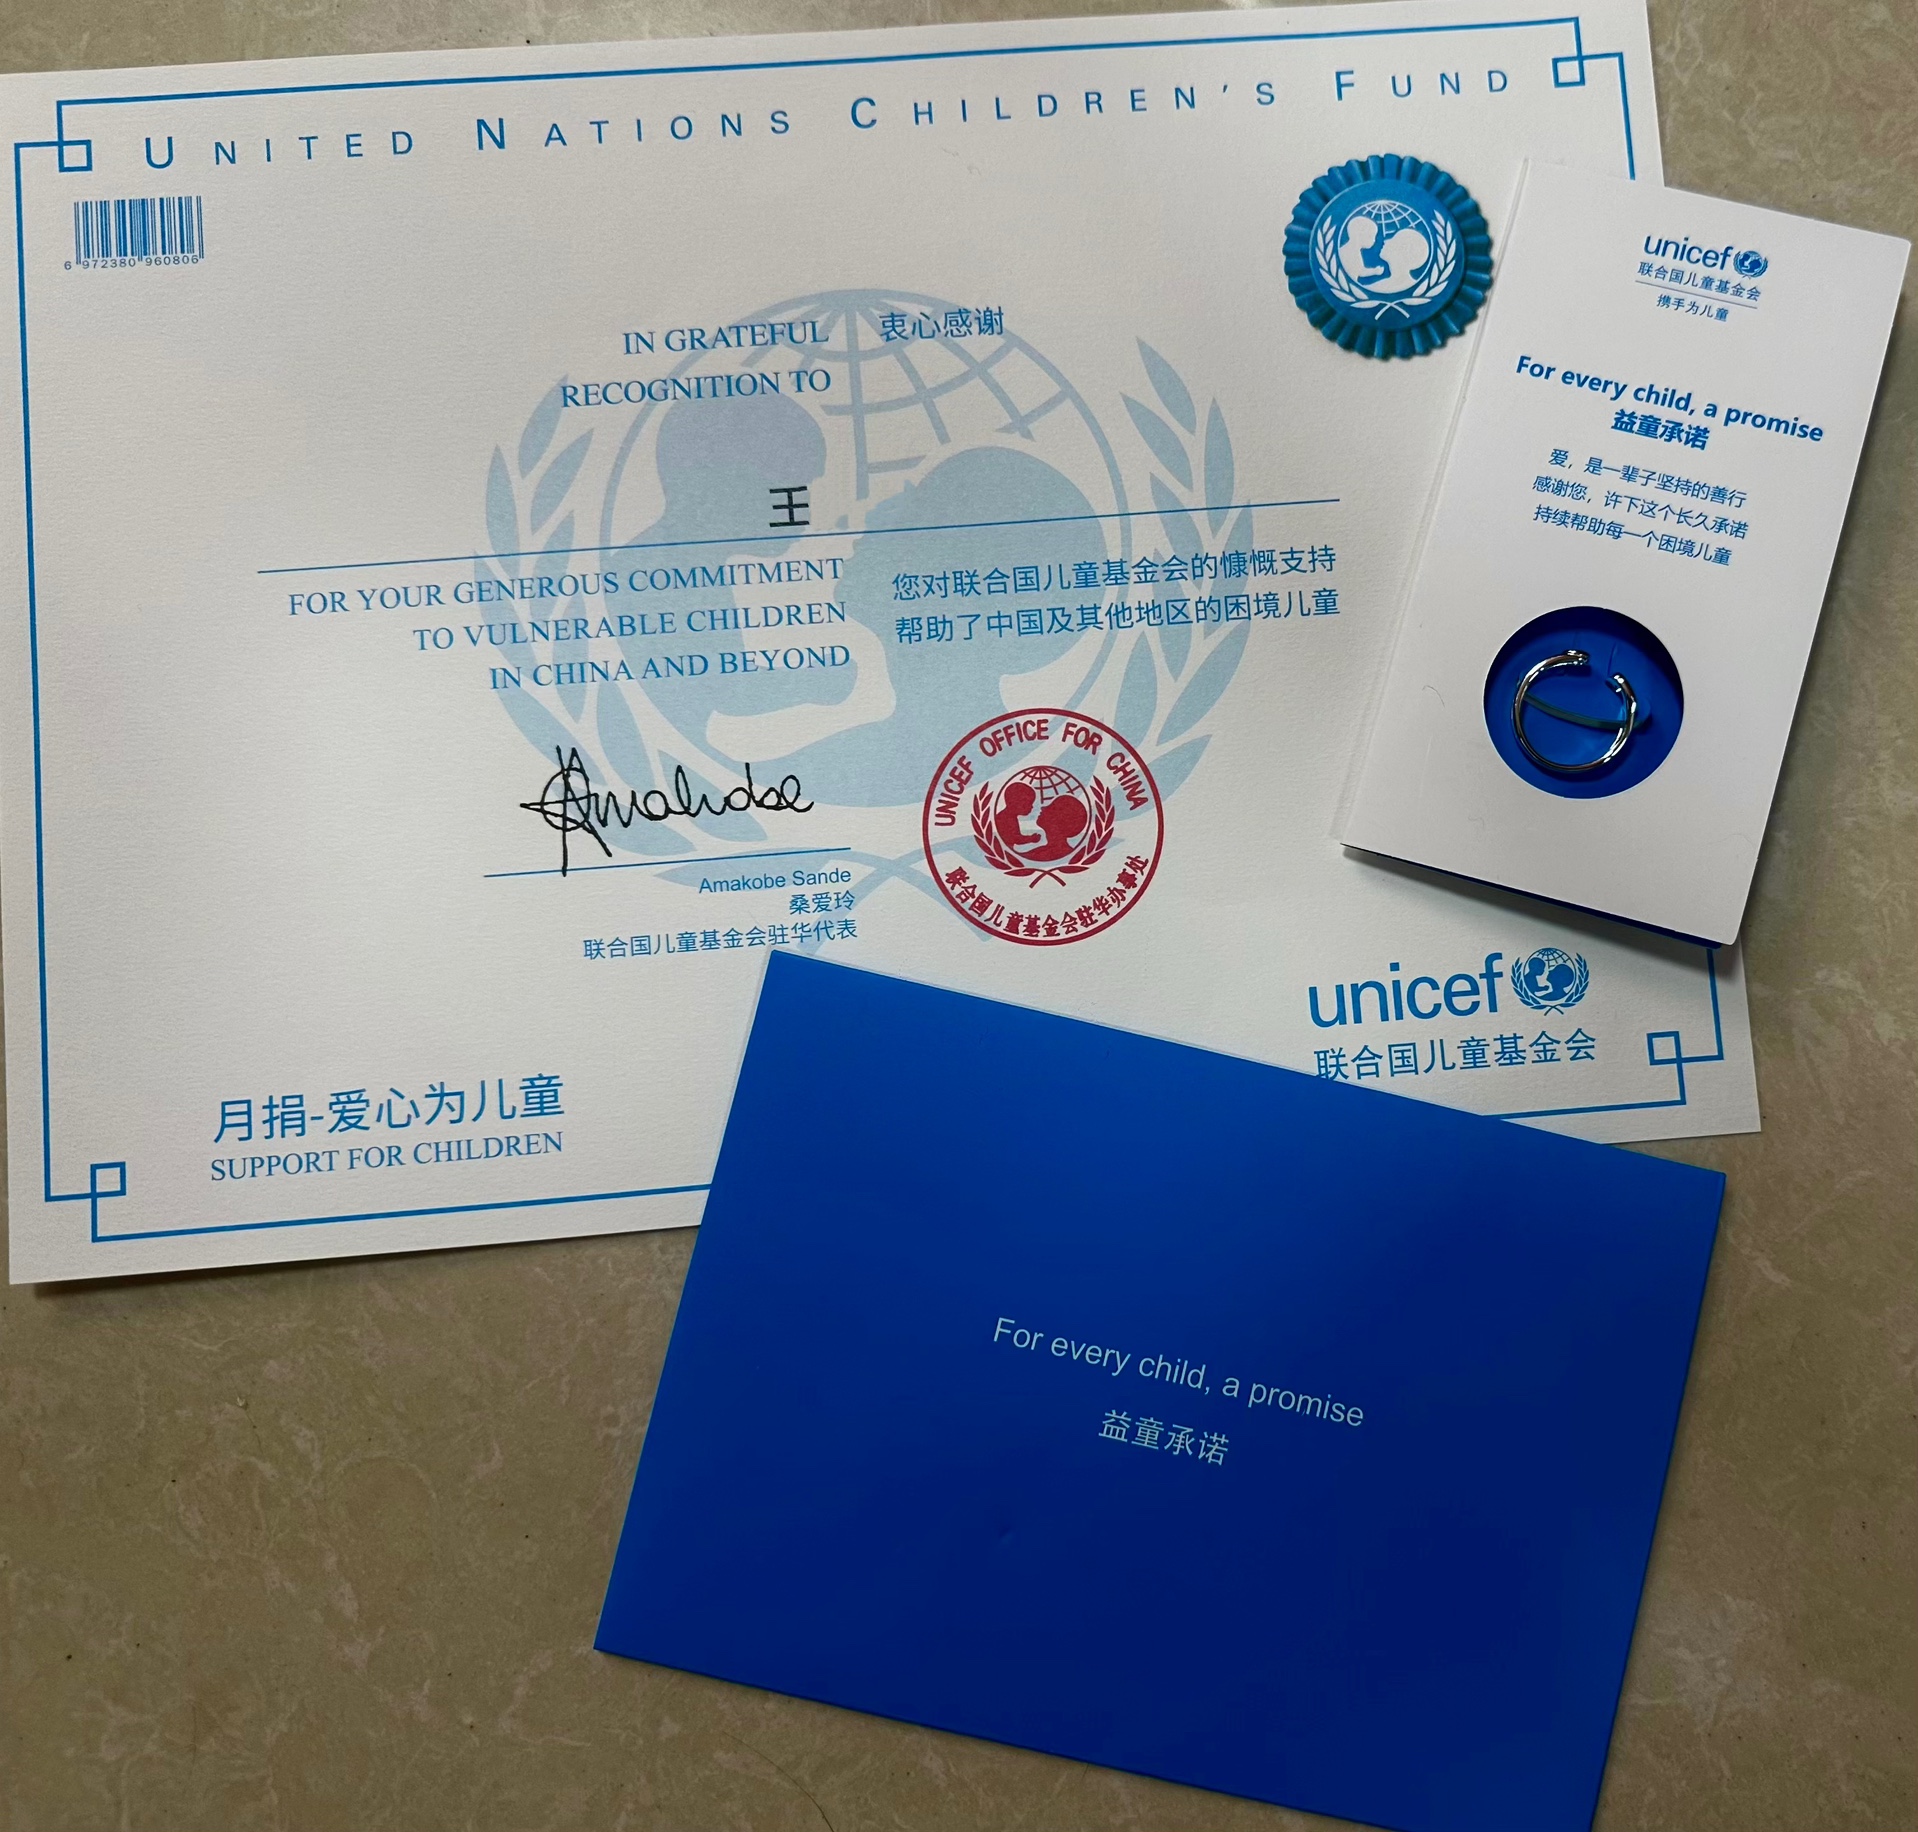 UNITED NATIONS CHILDREN'S FUND
6 972380 960806
IN GRATEFUL
RECOGNITION TO
衷心感谢
王
FOR YOUR GENEROUS COMMITMENT
TO VULNERABLE CHILDREN
IN CHINA AND BEYOND
您对联合国儿童基金会的慷慨支持
帮助了中国及其他地区的困境儿童
Amakobe
Amakobe Sande
桑爱玲
联合国儿童基金会驻华代表
UNICEF OFFICE FOR CHINA
联合国儿童基金会驻华办事处
月捐-爱心为儿童
SUPPORT FOR CHILDREN
unicef
联合国儿童基金会
unicef
联合国儿童基金会
携手为儿童
For every child, a promise
益童承诺
爱，是一辈子坚持的善行
感谢您，许下这个长久承诺
持续帮助每一个困境儿童
For every child, a promise
益童承诺